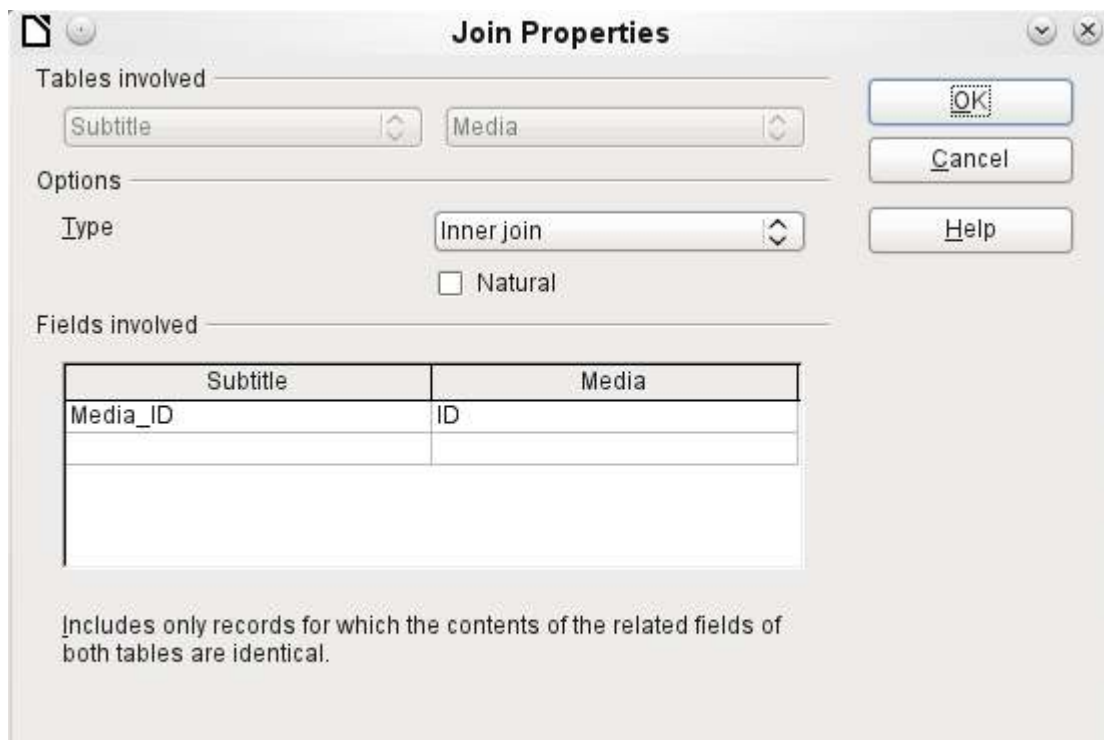 Join Properties
Tables involved
OK
Subtitle Media
Cancel
Options
Type Inner join Help
Natural
Fields involved
Subtitle Media
Media_ID ID
Includes only records for which the contents of the related fields of
both tables are identical.